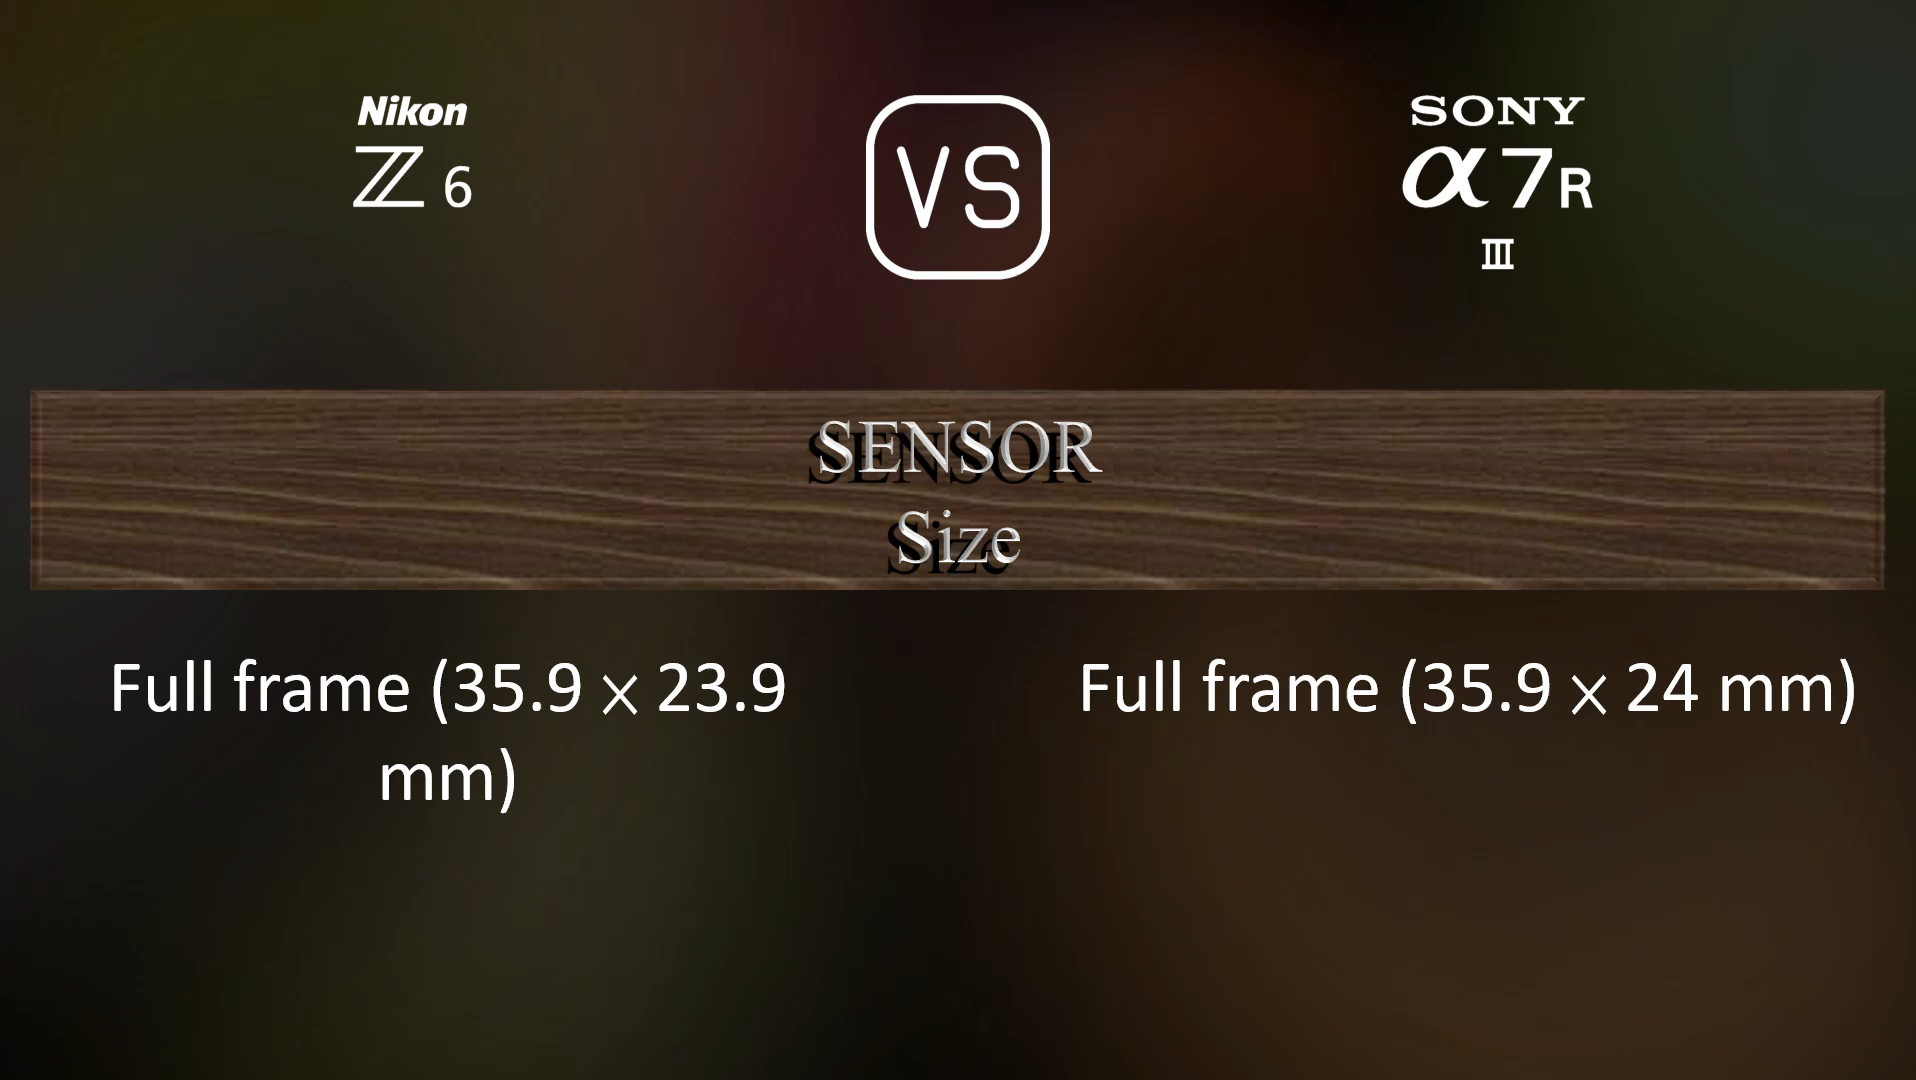 Nikon
Z 6
VS
SONY
α7R
III
SENSOR
Size
Full frame (35.9 x 23.9
mm)
Full frame (35.9 x 24 mm)